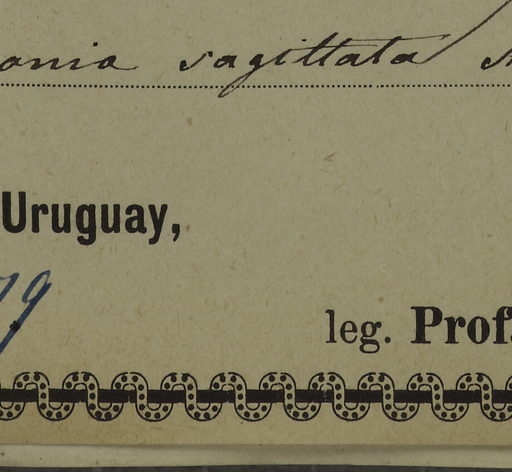 onia sagittata
Uruguay,
79
leg. Prof.